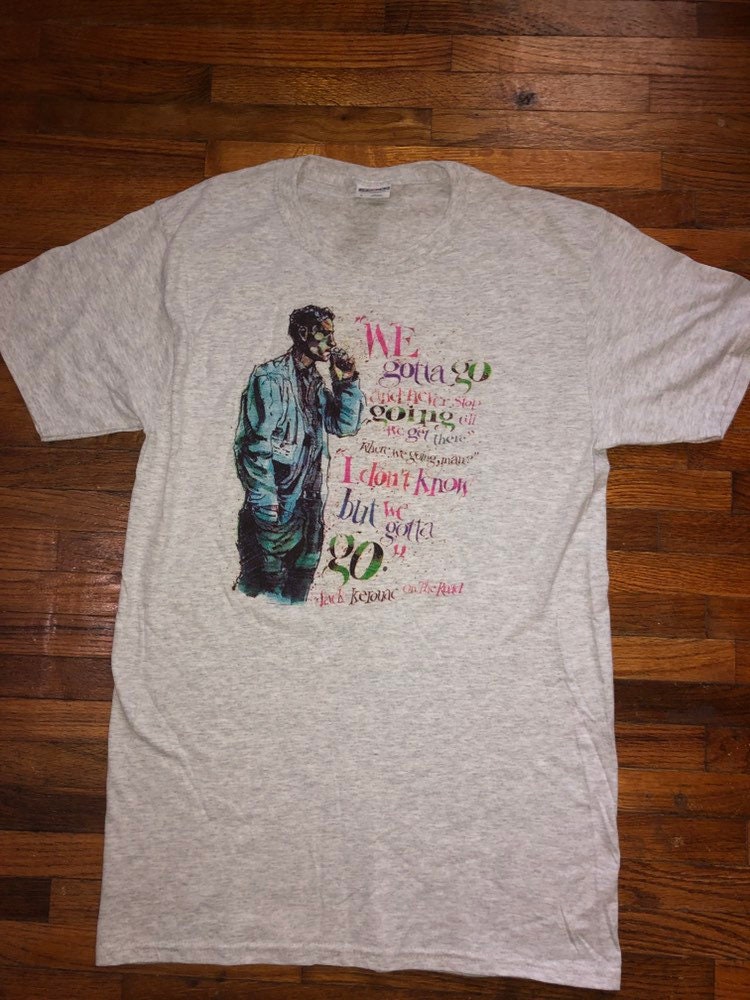 "WE
gotta go
and never stop
going till
we get there"
"Where we going, man?"
"I don't know
but we
gotta
go."
Jack Kerouac On The Road